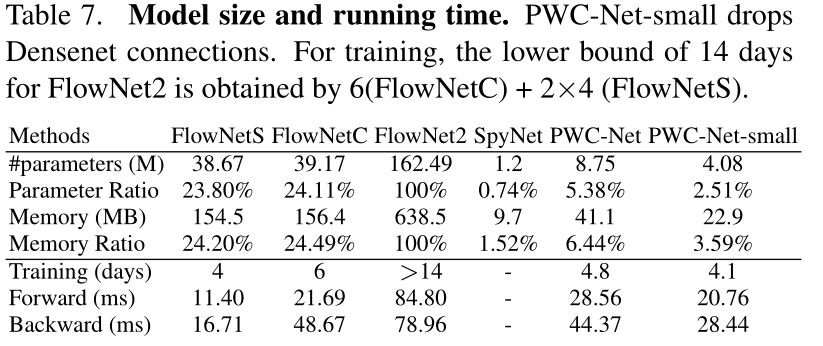 Table 7. Model size and running time. PWC-Net-small drops
Densenet connections. For training, the lower bound of 14 days
for FlowNet2 is obtained by 6(FlowNetC) + 2×4 (FlowNetS).
Methods FlowNetS FlowNetC FlowNet2 SpyNet PWC-Net PWC-Net-small
#parameters (M) 38.67 39.17 162.49 1.2 8.75 4.08
Parameter Ratio 23.80% 24.11% 100% 0.74% 5.38% 2.51%
Memory (MB) 154.5 156.4 638.5 9.7 41.1 22.9
Memory Ratio 24.20% 24.49% 100% 1.52% 6.44% 3.59%
Training (days) 4 6 >14 - 4.8 4.1
Forward (ms) 11.40 21.69 84.80 - 28.56 20.76
Backward (ms) 16.71 48.67 78.96 - 44.37 28.44